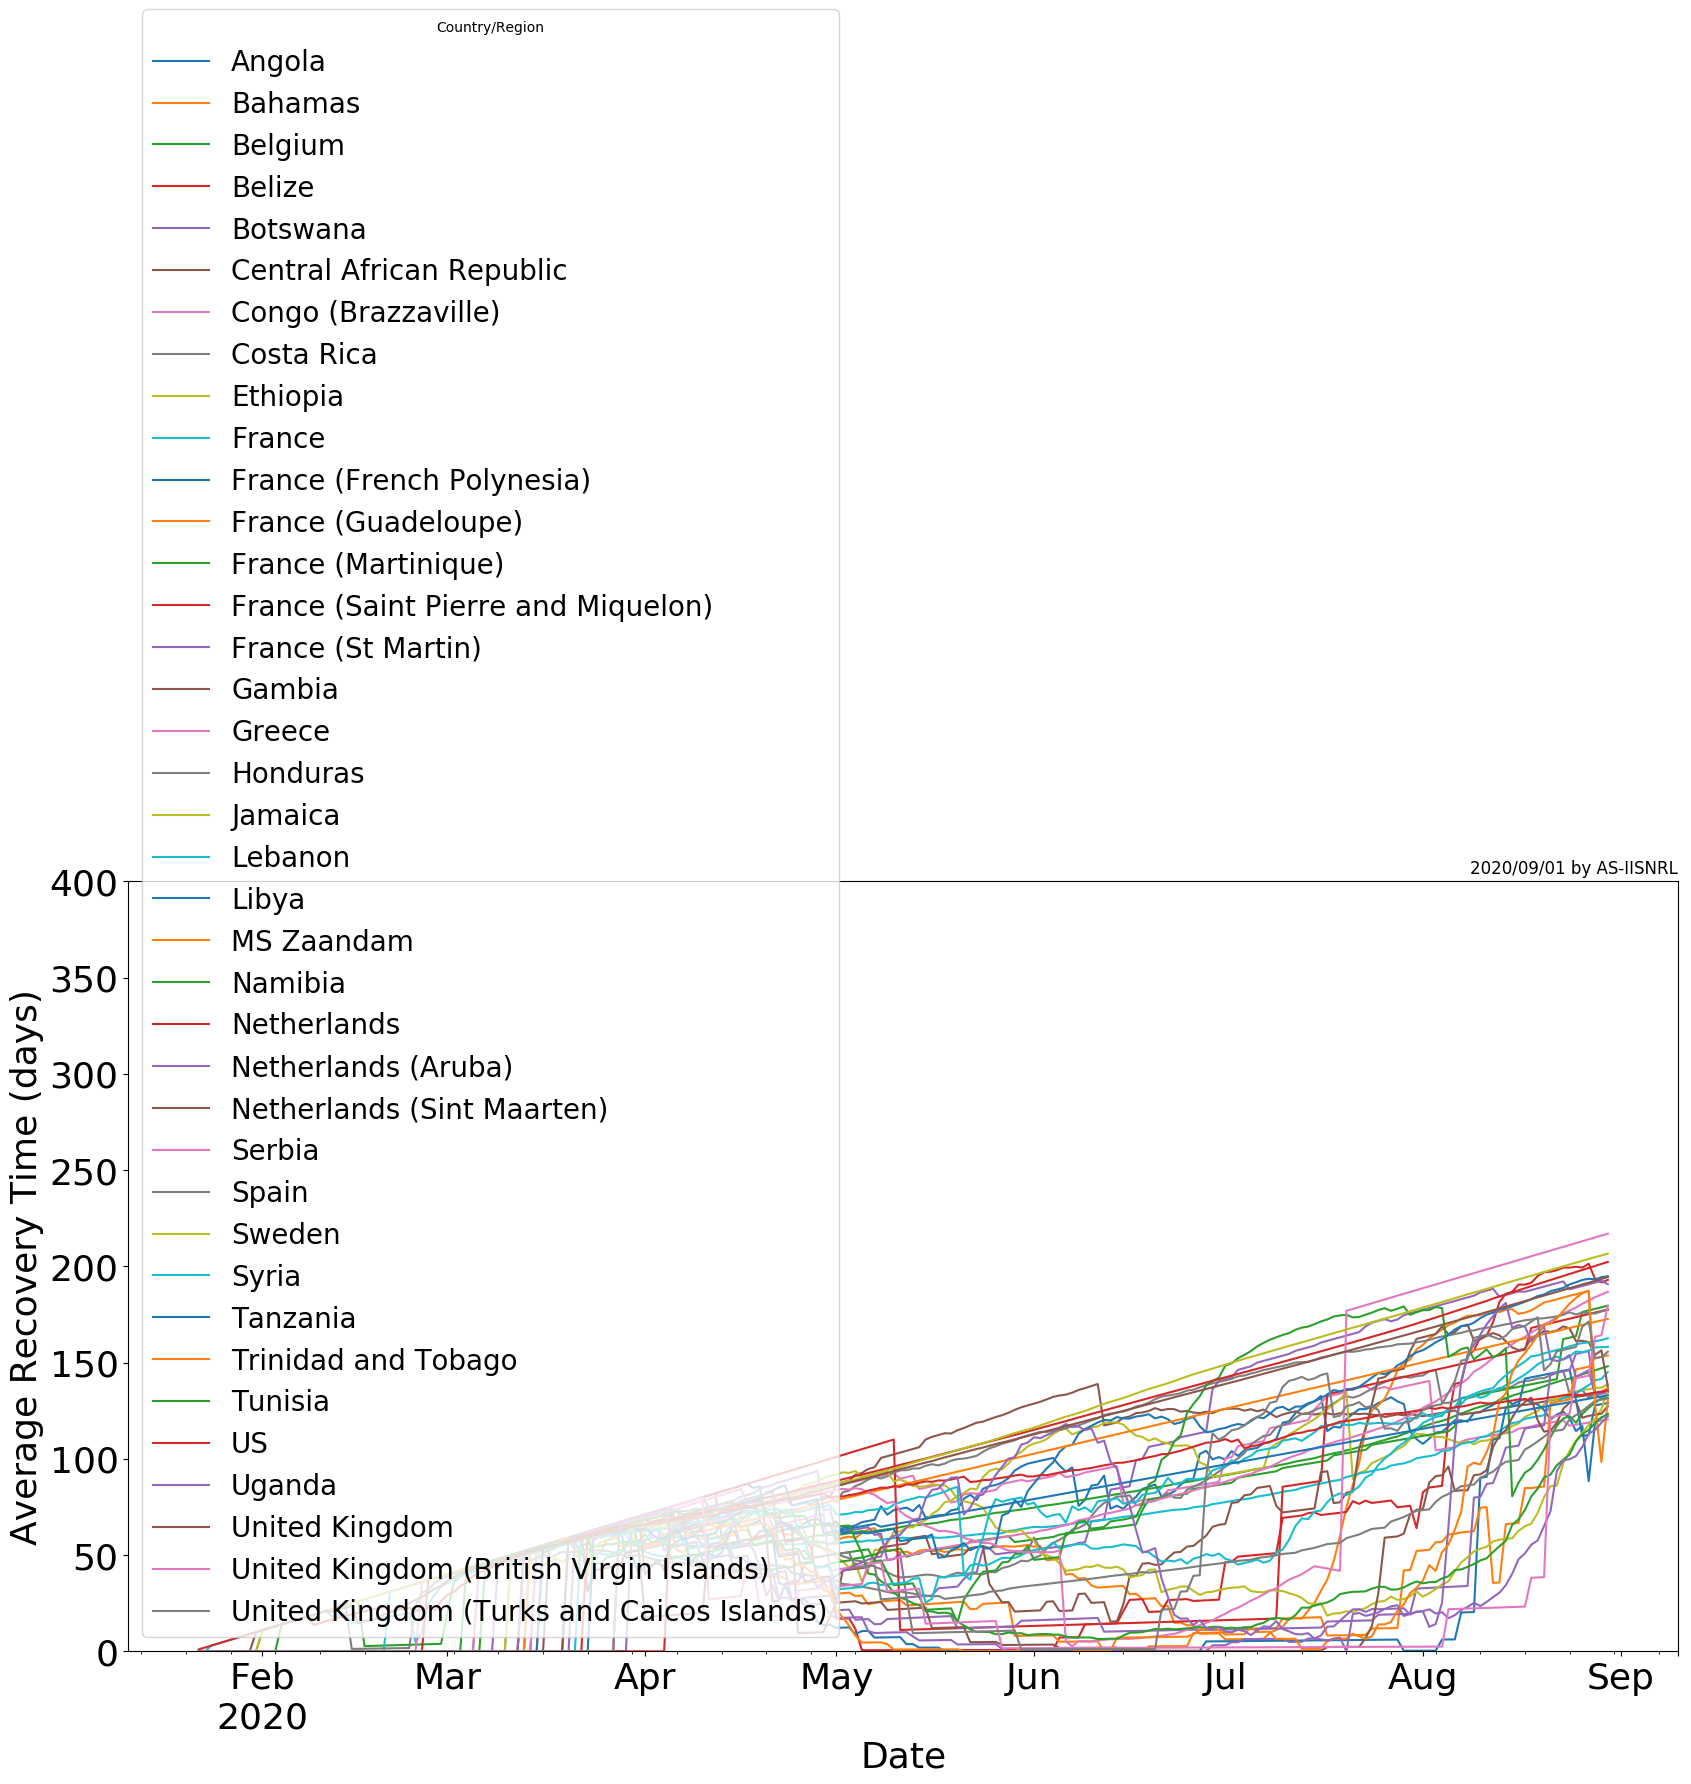 Country/Region
Angola
Bahamas
Belgium
Belize
Botswana
Central African Republic
Congo (Brazzaville)
Costa Rica
Ethiopia
France
France (French Polynesia)
France (Guadeloupe)
France (Martinique)
France (Saint Pierre and Miquelon)
France (St Martin)
Gambia
Greece
Honduras
Jamaica
Lebanon
Libya
MS Zaandam
Namibia
Netherlands
Netherlands (Aruba)
Netherlands (Sint Maarten)
Serbia
Spain
Sweden
Syria
Tanzania
Trinidad and Tobago
Tunisia
US
Uganda
United Kingdom
United Kingdom (British Virgin Islands)
United Kingdom (Turks and Caicos Islands)
2020/09/01 by AS-IISNRL
Average Recovery Time (days)
400
350
300
250
200
150
100
50
0
Feb Mar Apr May Jun Jul Aug Sep
2020
Date